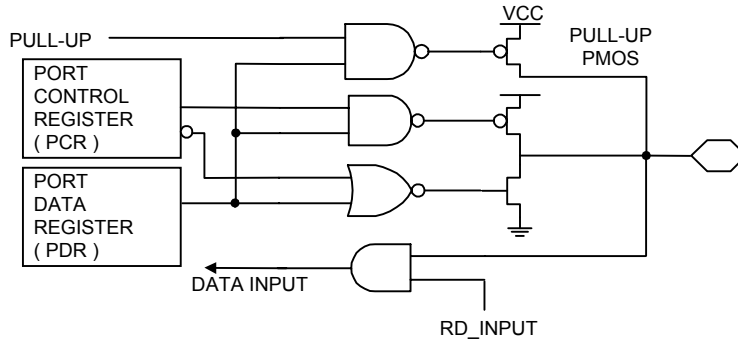 VCC
PULL-UP
PULL-UP
PMOS
PORT
CONTROL
REGISTER
( PCR )
PORT
DATA
REGISTER
( PDR )
DATA INPUT
RD_INPUT